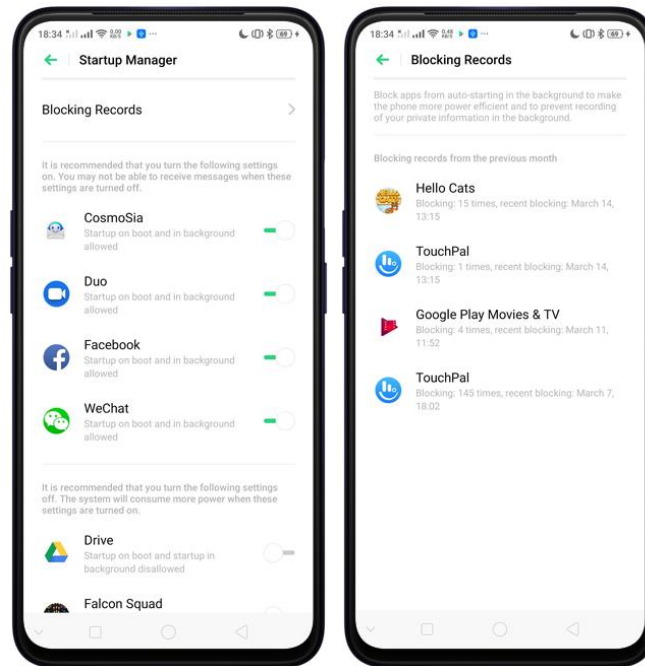 18:34
69
Startup Manager
Blocking Records
It is recommended that you turn the following settings
on. You may not be able to receive messages when these
settings are turned off.
CosmoSia
Startup on boot and in background
allowed
Duo
Startup on boot and in background
allowed
Facebook
Startup on boot and in background
allowed
WeChat
Startup on boot and in background
allowed
It is recommended that you turn the following settings
off. The system will consume more power when these
settings are turned on.
Drive
Startup on boot and startup in
background disallowed
Falcon Squad
18:34
69
Blocking Records
Block apps from auto-starting in the background to make
the phone more power efficient and to prevent recording
of your private information in the background.
Blocking records from the previous month
Hello Cats
Blocking: 15 times, recent blocking: March 14,
13:15
TouchPal
Blocking: 1 times, recent blocking: March 14,
13:15
Google Play Movies & TV
Blocking: 4 times, recent blocking: March 11,
11:52
TouchPal
Blocking: 145 times, recent blocking: March 7,
18:02